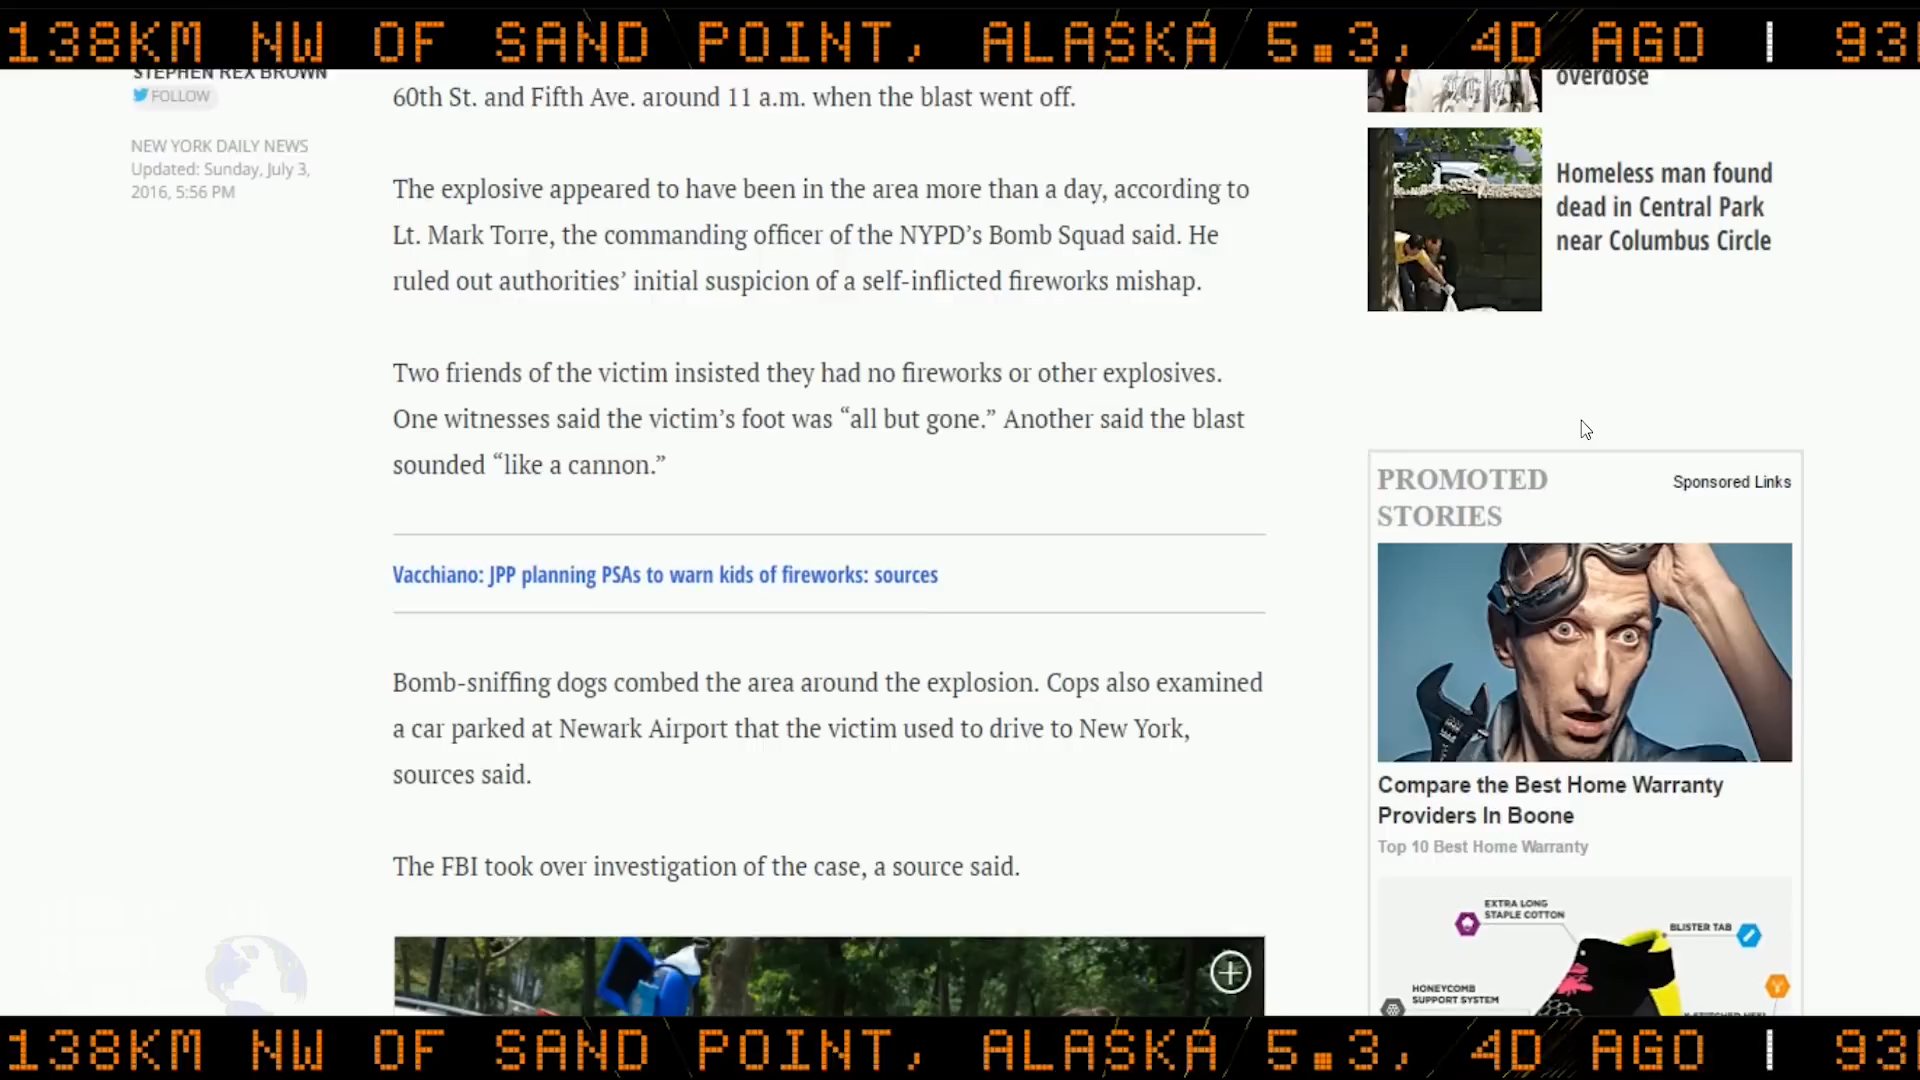 138KM NW OF SAND POINT, ALASKA 5.3, 4D AGO | 93
STEPHEN REX BROWN
FOLLOW
NEW YORK DAILY NEWS
Updated: Sunday, July 3,
2016, 5:56 PM
60th St. and Fifth Ave. around 11 a.m. when the blast went off.
The explosive appeared to have been in the area more than a day, according to
Lt. Mark Torre, the commanding officer of the NYPD’s Bomb Squad said. He
ruled out authorities’ initial suspicion of a self-inflicted fireworks mishap.
Two friends of the victim insisted they had no fireworks or other explosives.
One witnesses said the victim’s foot was “all but gone.” Another said the blast
sounded “like a cannon.”
Vacchiano: JPP planning PSAs to warn kids of fireworks: sources
Bomb-sniffing dogs combed the area around the explosion. Cops also examined
a car parked at Newark Airport that the victim used to drive to New York,
sources said.
The FBI took over investigation of the case, a source said.
overdose
Homeless man found
dead in Central Park
near Columbus Circle
PROMOTED
STORIES
Sponsored Links
Compare the Best Home Warranty
Providers In Boone
Top 10 Best Home Warranty
EXTRA LONG
STAPLE COTTON
BLISTER TAB
HONEYCOMB
SUPPORT SYSTEM
138KM NW OF SAND POINT, ALASKA 5.3, 4D AGO | 93